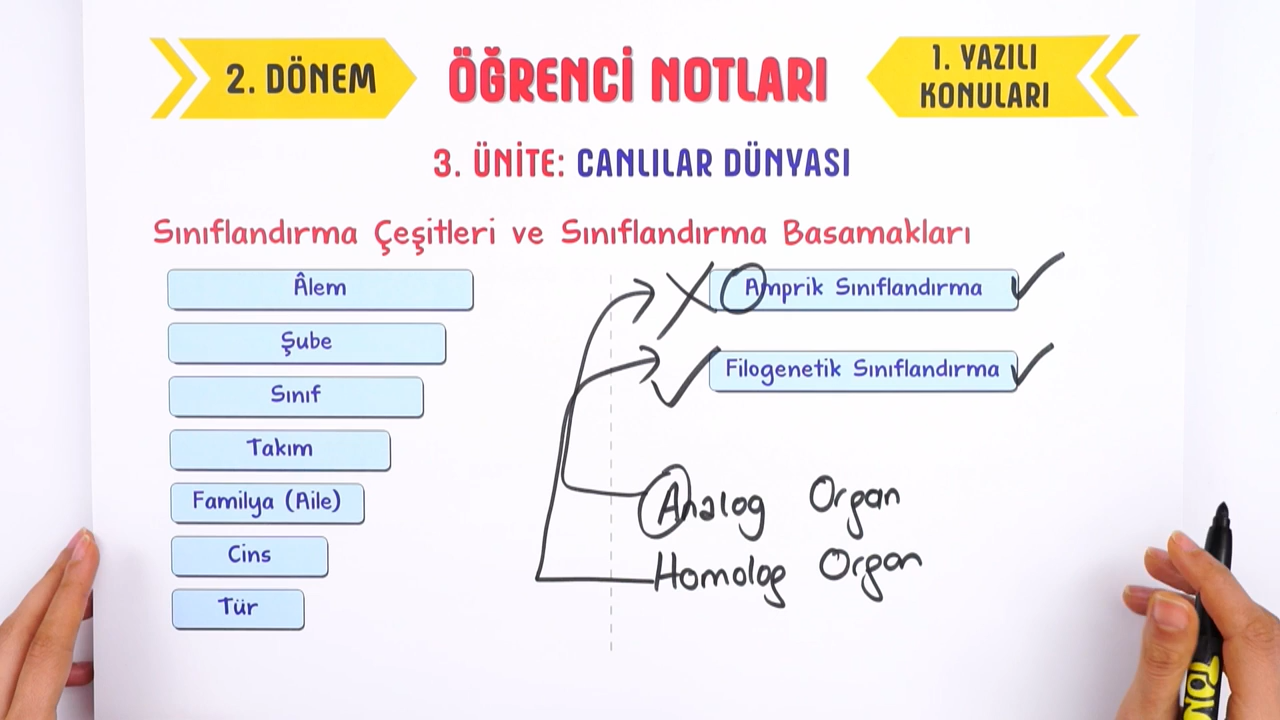 2. DÖNEM
ÖĞRENCİ NOTLARI
1. YAZILI
KONULARI
3. ÜNİTE: CANLILAR DÜNYASI
Sınıflandırma Çeşitleri ve Sınıflandırma Basamakları
Âlem
Şube
Sınıf
Takım
Familya (Aile)
Cins
Tür
Amprik Sınıflandırma
Filogenetik Sınıflandırma
Analog Organ
Homolog Organ